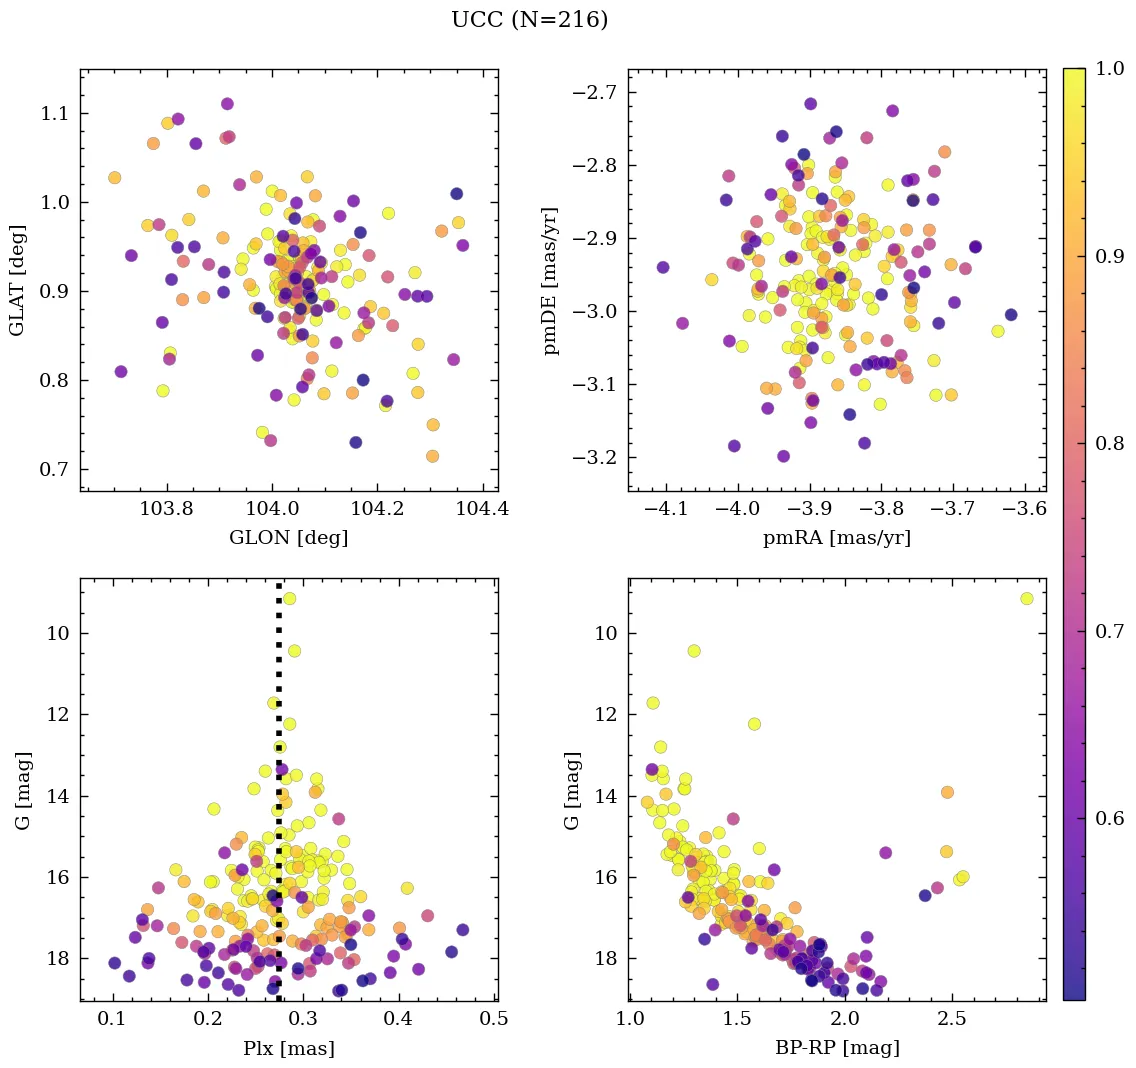 UCC (N=216)
1.1
1.0
0.9
0.8
0.7
GLAT [deg]
103.8 104.0 104.2 104.4
GLON [deg]
−2.7
−2.8
−2.9
−3.0
−3.1
−3.2
pmDE [mas/yr]
−4.1 −4.0 −3.9 −3.8 −3.7 −3.6
pmRA [mas/yr]
1.0
0.9
0.8
0.7
0.6
10
12
14
16
18
G [mag]
0.1 0.2 0.3 0.4 0.5
Plx [mas]
10
12
14
16
18
G [mag]
1.0 1.5 2.0 2.5
BP-RP [mag]